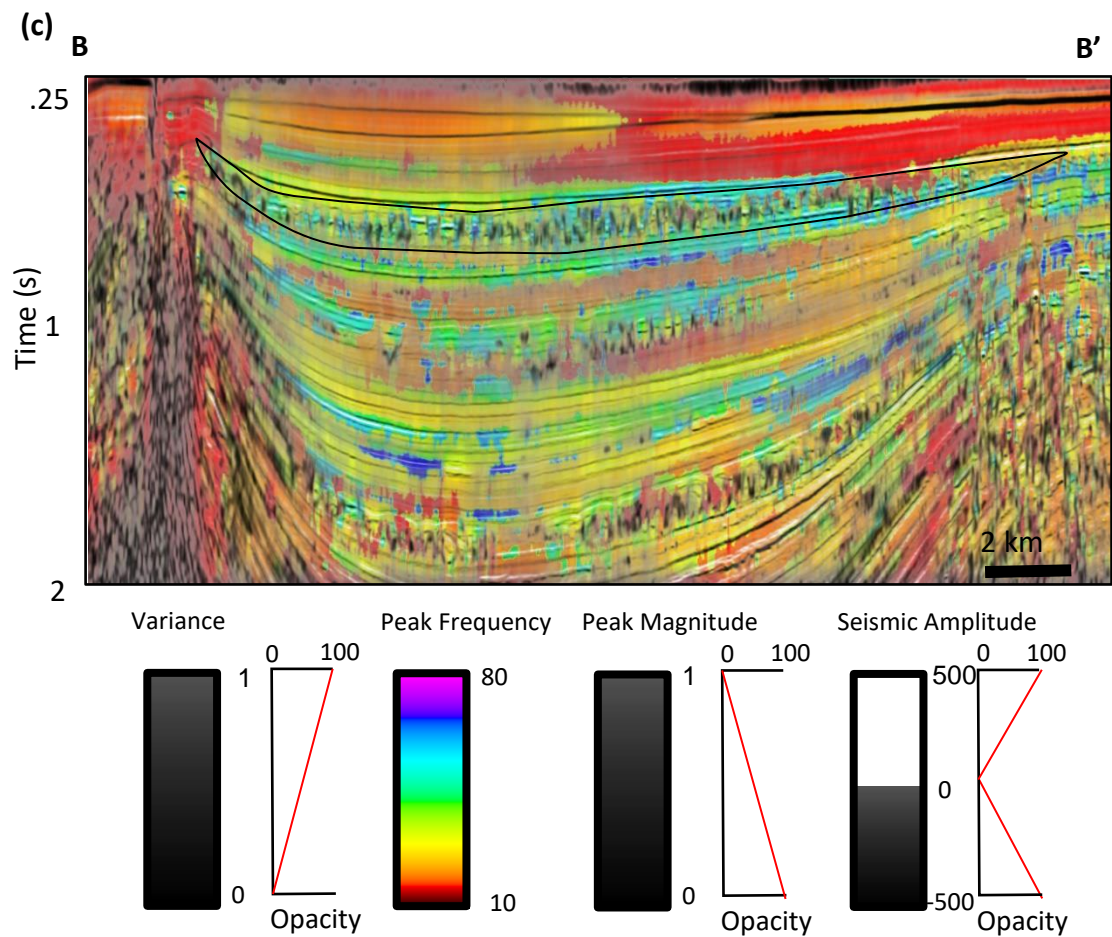 (c)
B B’
.25
Time (s)
1
2 km
2
Variance Peak Frequency Peak Magnitude Seismic Amplitude
0 100 0 100 0 100
1 80 1 500
0
0 10 0 -500
Opacity Opacity Opacity